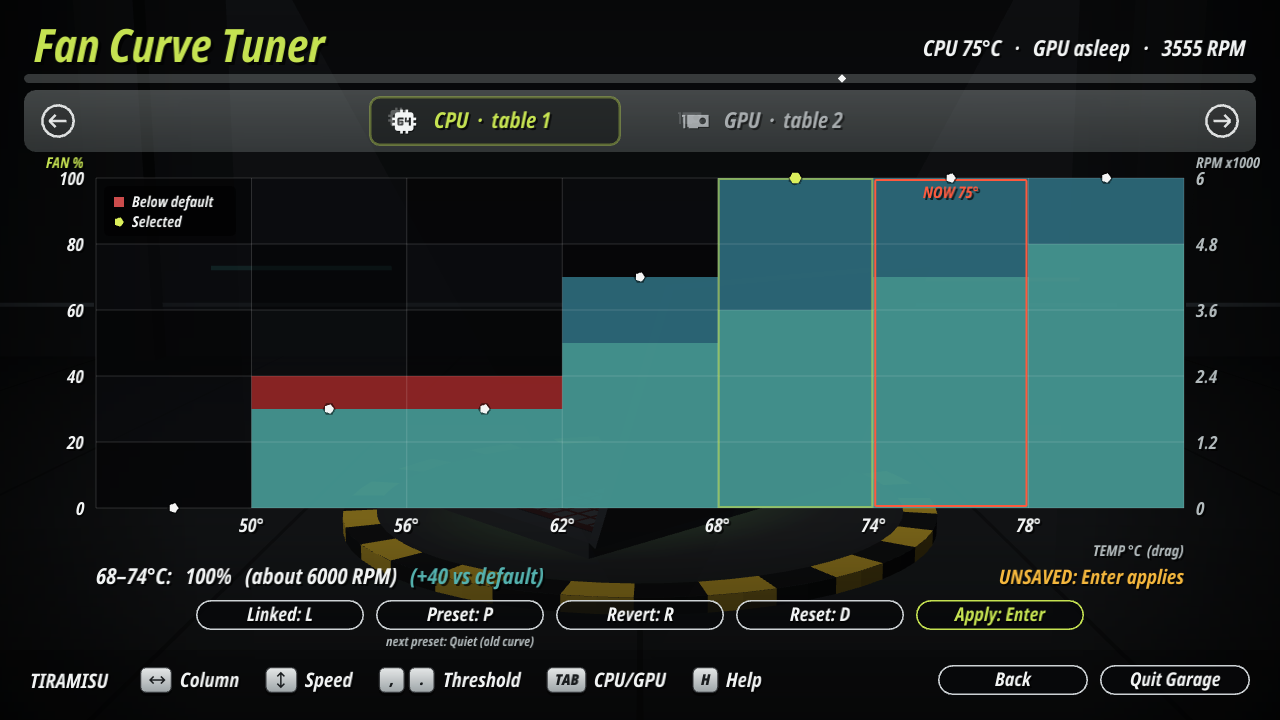 Fan Curve Tuner
CPU 75°C · GPU asleep · 3555 RPM
64 CPU · table 1
GPU · table 2
FAN %
RPM x1000
100
80
60
40
20
0
Below default
Selected
NOW 75°
6
4.8
3.6
2.4
1.2
0
50° 56° 62° 68° 74° 78°
TEMP °C (drag)
68–74°C: 100% (about 6000 RPM) (+40 vs default)
UNSAVED: Enter applies
Linked: L
Preset: P
Revert: R
Reset: D
Apply: Enter
next preset: Quiet (old curve)
TIRAMISU
↔ Column
↕ Speed
, . Threshold
TAB CPU/GPU
H Help
Back
Quit Garage